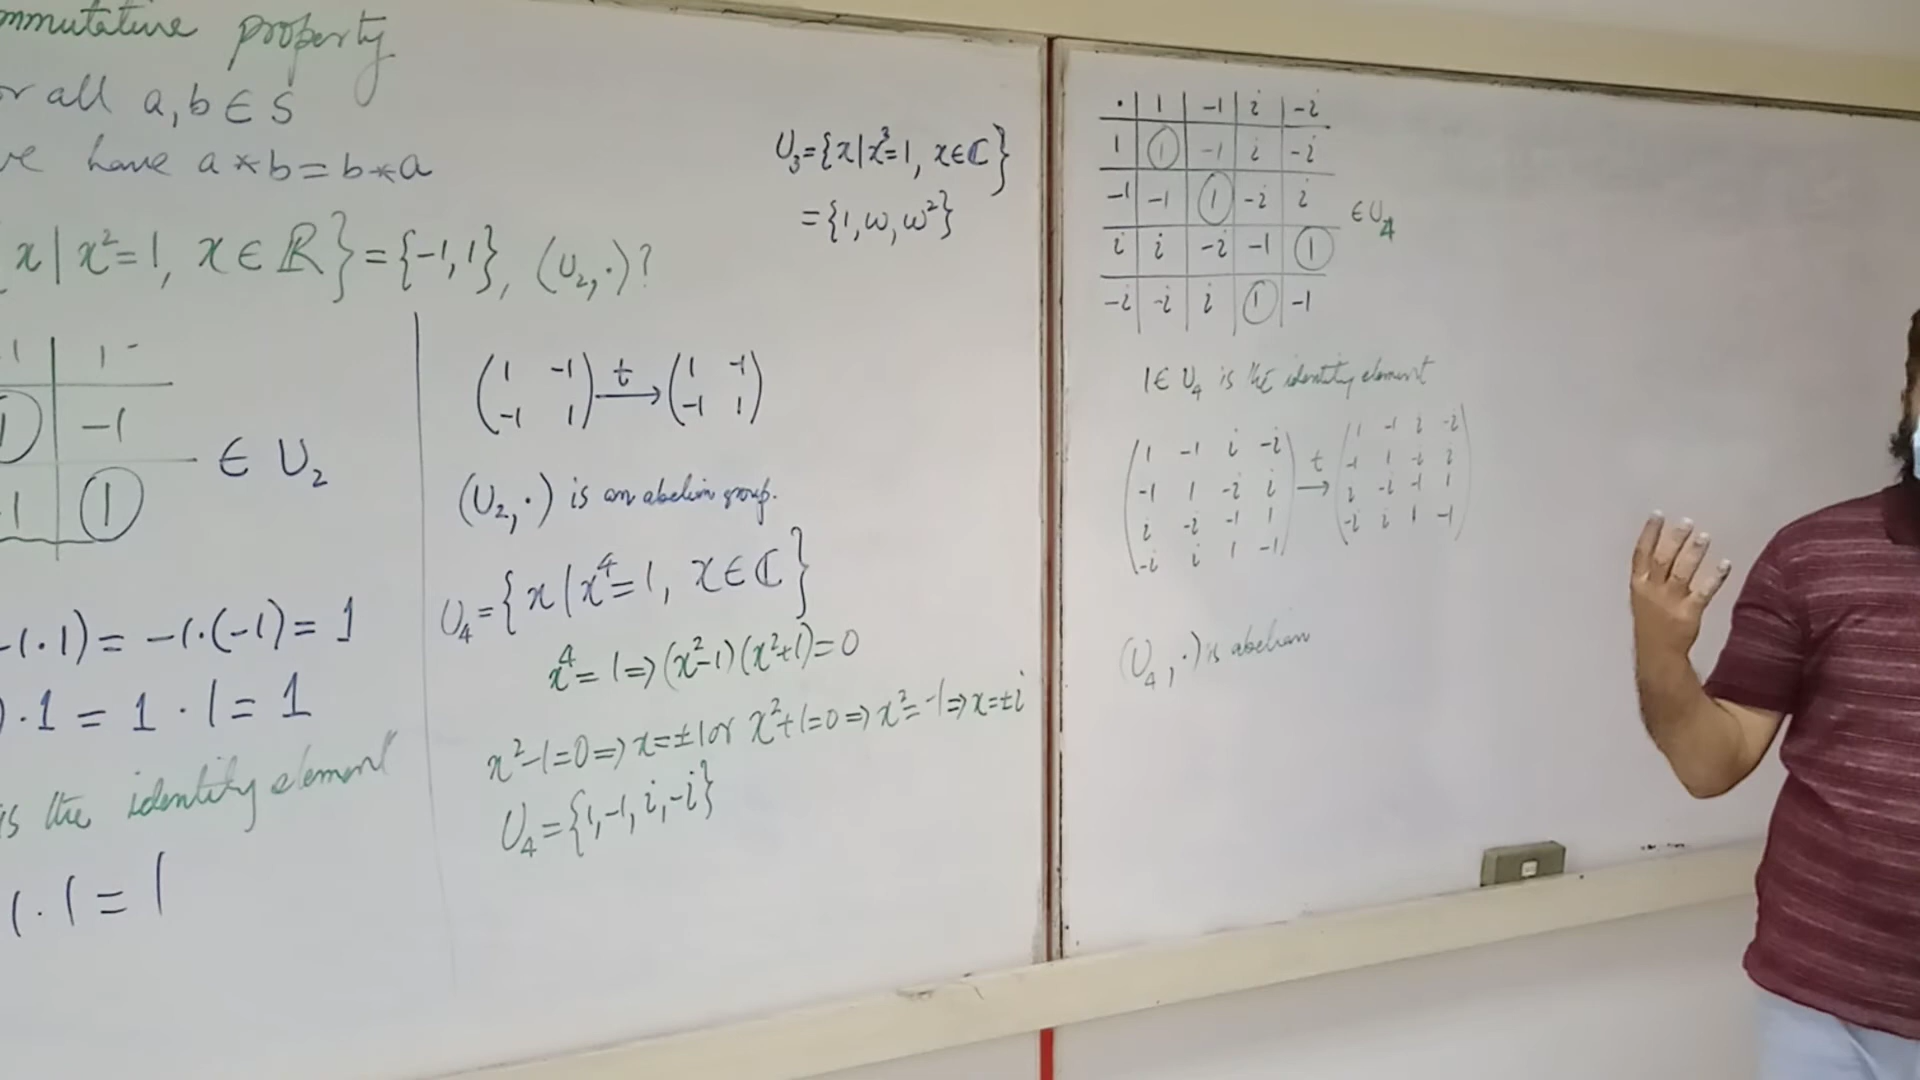 mmutative property
or all a, b ∈ S
ve have a * b = b * a
x | x² = 1, x ∈ ℝ} = {-1, 1}, (U₂, ·)?
1 | 1
1 | -1
1 | 1
∈ U₂
-1·1) = -1·(-1) = 1
)·1 = 1·1 = 1
is the identity element
1·1 = 1
U₃ = {x | x³ = 1, x ∈ ℂ}
= {1, ω, ω²}
(1 -1) t→ (1 -1)
(-1 1) (-1 1)
(U₂, ·) is an abelian group.
U₄ = {x | x⁴ = 1, x ∈ ℂ}
x⁴ = 1 => (x²-1)(x²+1) = 0
x²-1=0 => x=±1 or x²+1=0 => x²=-1 => x=±i
U₄ = {1, -1, i, -i}
· | 1 | -1 | i | -i
1 | 1 | -1 | i | -i
-1 | -1 | 1 | -i | i
i | i | -i | -1 | 1
-i | -i | i | 1 | -1
∈ U₄
1 ∈ U₄ is the identity element
(1 -1 i -i) t→ (1 -1 i -i)
(-1 1 -i i) (-1 1 -i i)
(i -i -1 1) (i -i -1 1)
(-i i 1 -1) (-i i 1 -1)
(U₄, ·) is abelian